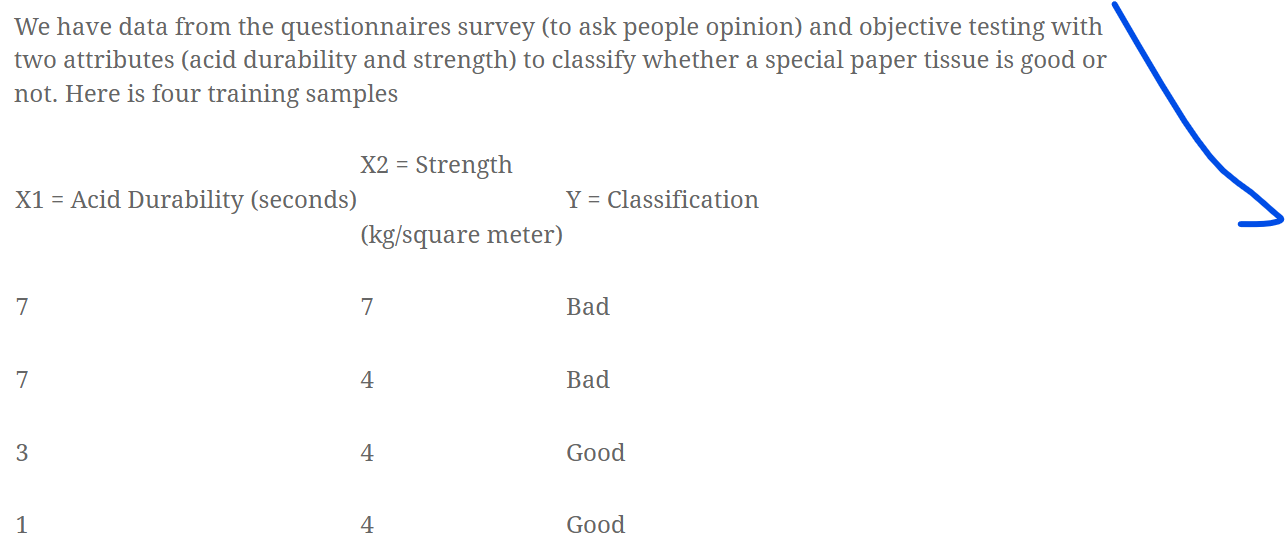 We have data from the questionnaires survey (to ask people opinion) and objective testing with
two attributes (acid durability and strength) to classify whether a special paper tissue is good or
not. Here is four training samples
X2 = Strength
X1 = Acid Durability (seconds) Y = Classification
(kg/square meter)
7 7 Bad
7 4 Bad
3 4 Good
1 4 Good